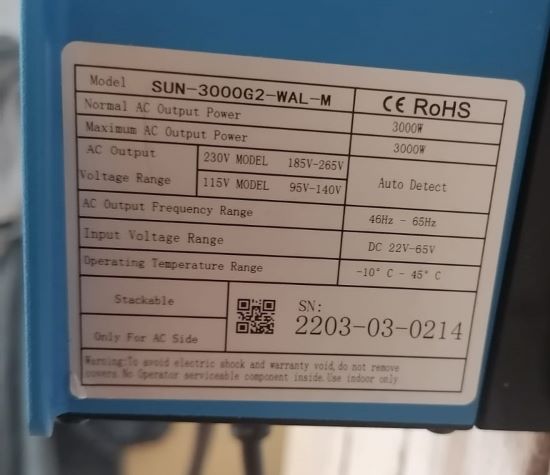 Model SUN-3000G2-WAL-M CE RoHS
Normal AC Output Power 3000W
Maximum AC Output Power 3000W
AC Output Voltage Range 230V MODEL 185V-265V Auto Detect
115V MODEL 95V-140V
AC Output Frequency Range 46Hz - 65Hz
Input Voltage Range DC 22V-65V
Operating Temperature Range -10° C - 45° C
Stackable SN:
2203-03-0214
Only For AC Side
Warning:To avoid electric shock and warranty void, do not remove
covers. No Operator serviceable component inside. Use indoor only